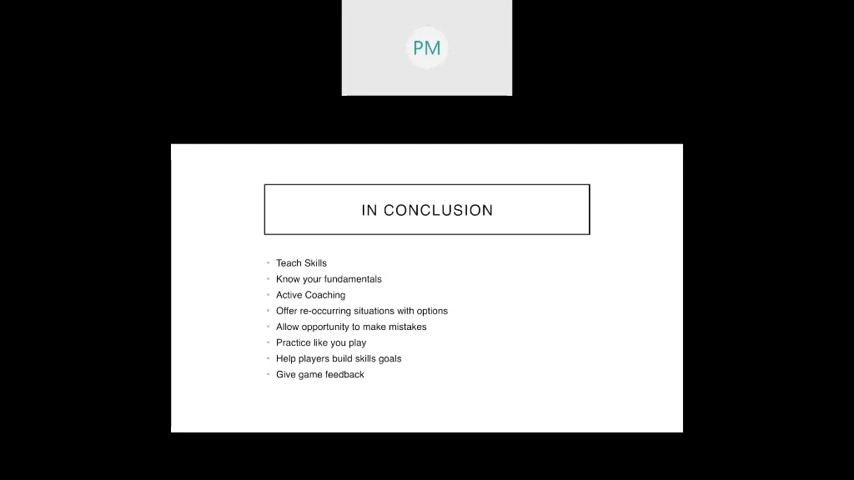 PM
IN CONCLUSION
Teach Skills
Know your fundamentals
Active Coaching
Offer re-occurring situations with options
Allow opportunity to make mistakes
Practice like you play
Help players build skills goals
Give game feedback